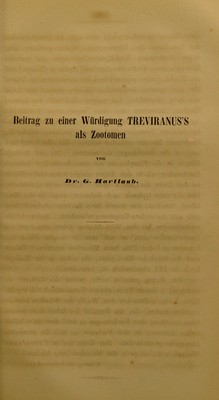 Beitrag zu einer Würdigung TREVIRANUS'S
als Zootomen
von
Dr. G. Hartlaub.